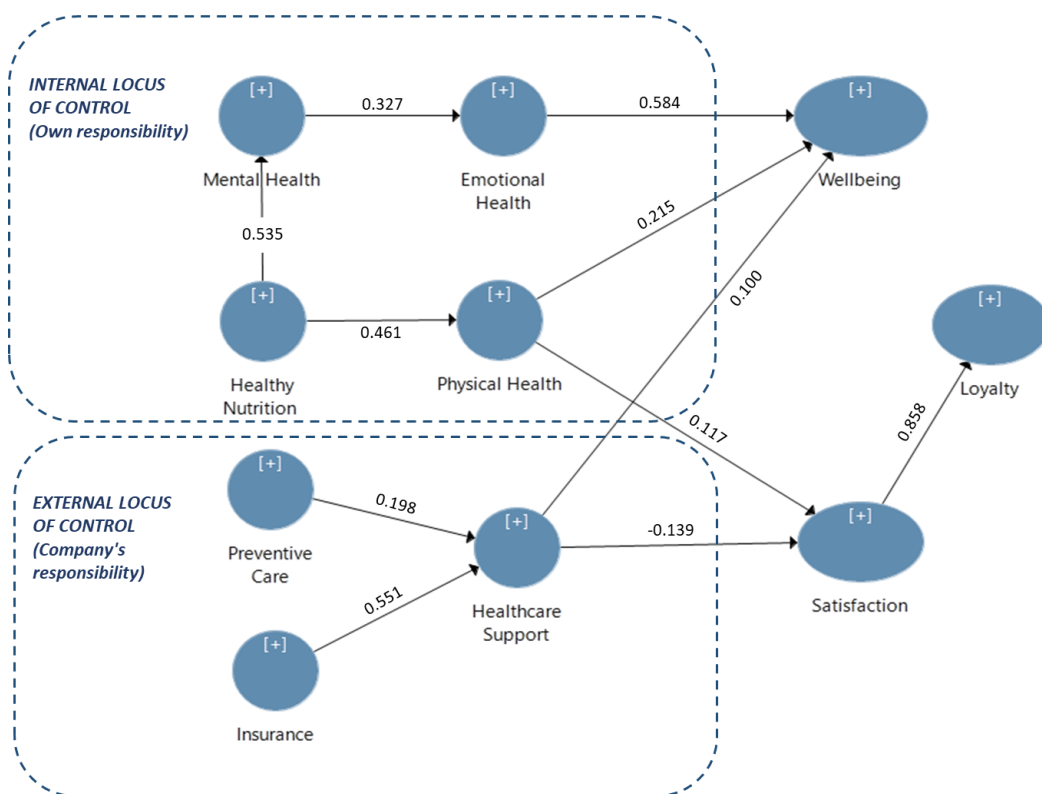 INTERNAL LOCUS
OF CONTROL
(Own responsibility)
[+]
Mental Health
0.327
[+]
Emotional
Health
0.584
[+]
Wellbeing
0.535
0.215
0.100
[+]
Healthy
Nutrition
0.461
[+]
Physical Health
[+]
Loyalty
0.117
0.858
EXTERNAL LOCUS
OF CONTROL
(Company's
responsibility)
[+]
Preventive
Care
0.198
[+]
Healthcare
Support
-0.139
[+]
Satisfaction
0.551
[+]
Insurance